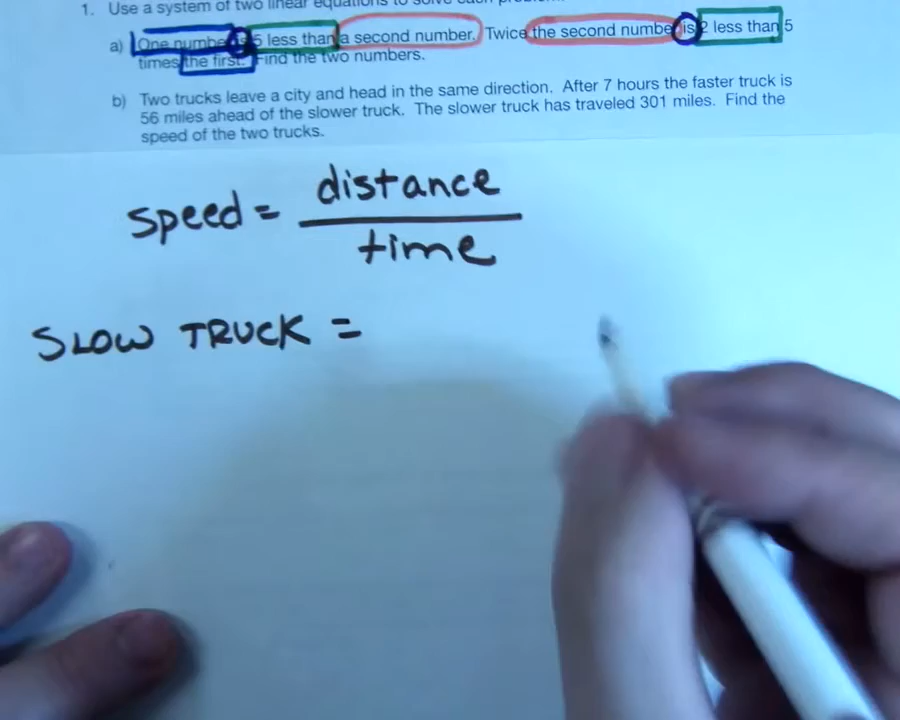 1. Use a system of two linear equations to solve each
a) One number 5 less than a second number. Twice the second number is 2 less than 5
times the first. Find the two numbers.
b) Two trucks leave a city and head in the same direction. After 7 hours the faster truck is
56 miles ahead of the slower truck. The slower truck has traveled 301 miles. Find the
speed of the two trucks.
speed = distance
time
SLOW TRUCK =